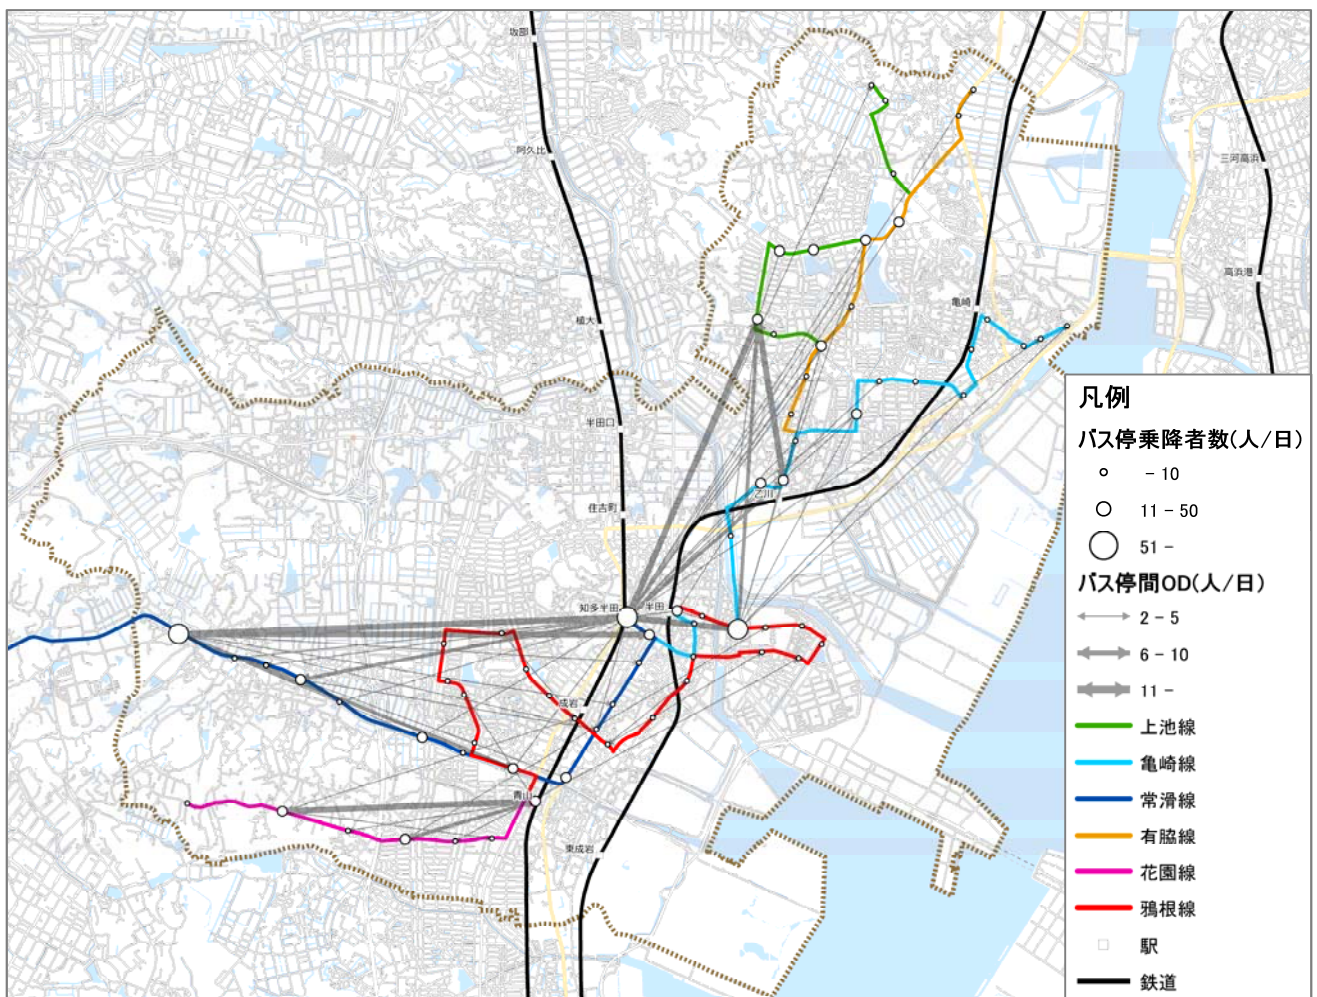 坂部
阿久比
三河高浜
高浜港
亀崎
植大
半田口
住吉町
乙川
知多半田
半田
成岩
青山
東成岩
凡例
バス停乗降者数(人/日)
- 10
11 - 50
51 -
バス停間OD(人/日)
2 - 5
6 - 10
11 -
上池線
亀崎線
常滑線
有脇線
花園線
鴉根線
駅
鉄道